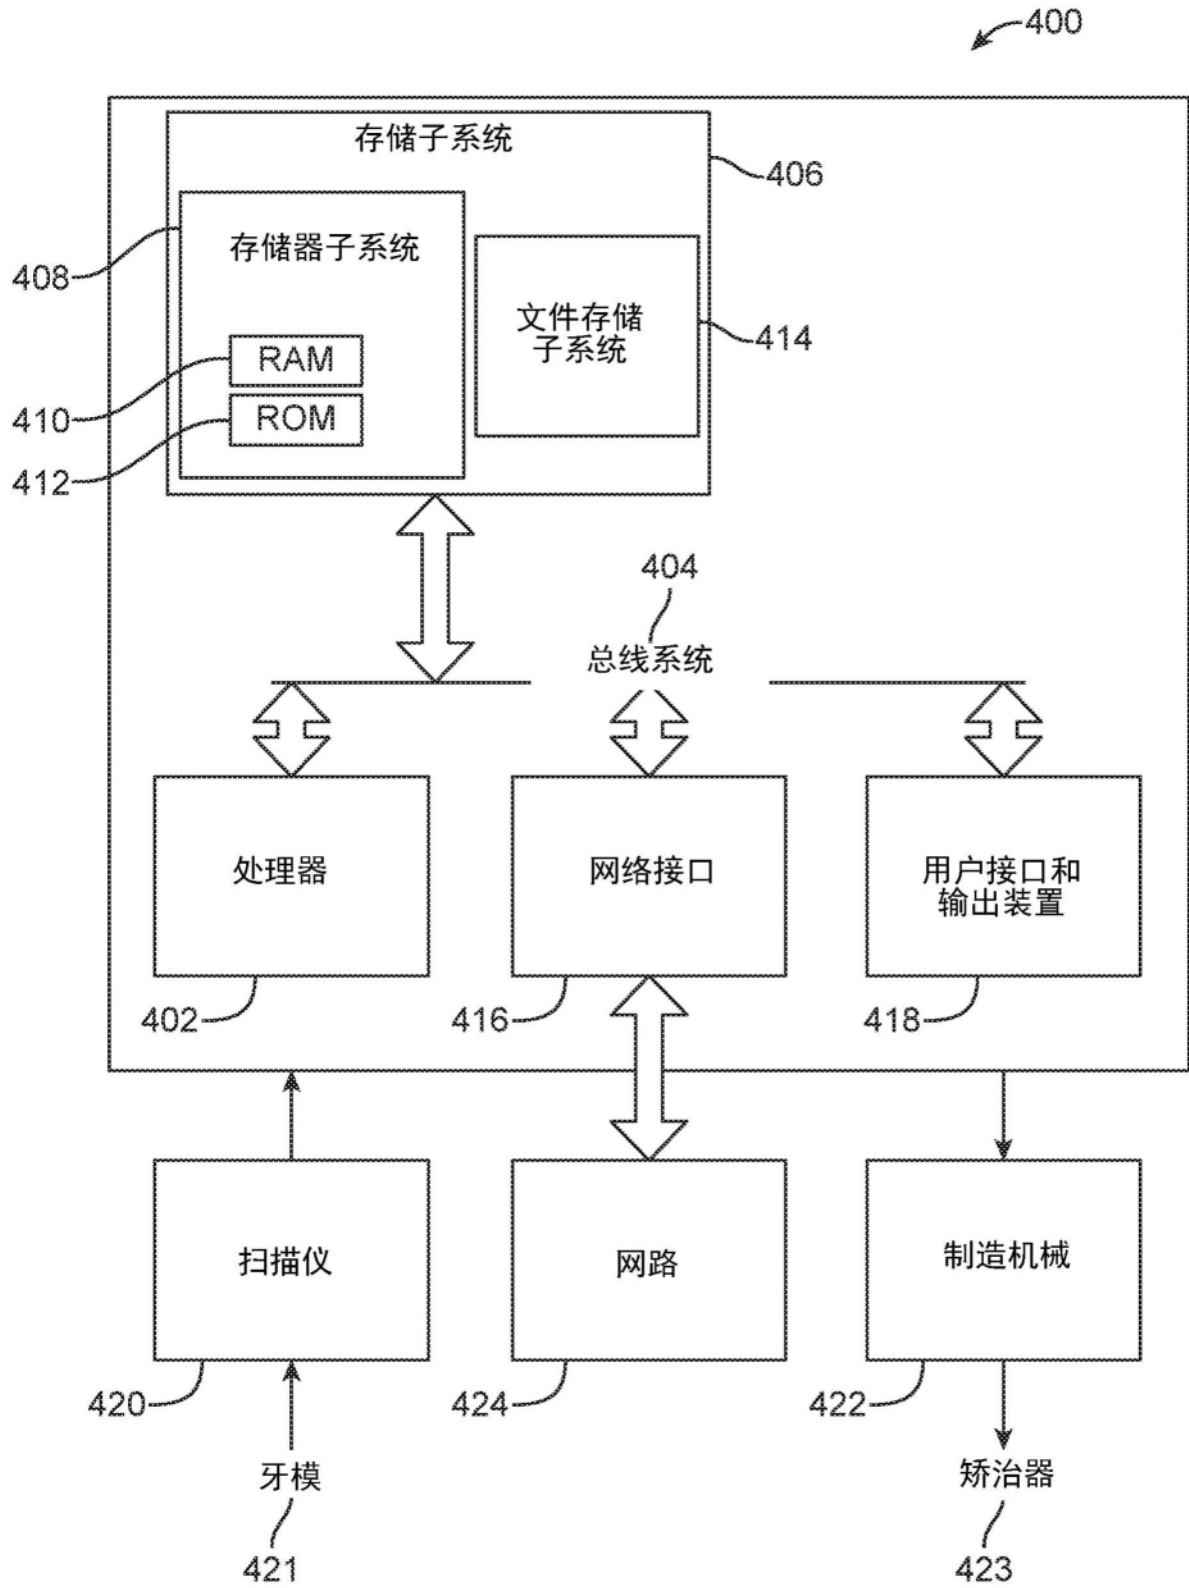 400
存储子系统
406
408
存储器子系统
文件存储
子系统
414
RAM
410
ROM
412
404
总线系统
处理器
网络接口
用户接口和
输出装置
402
416
418
扫描仪
网路
制造机械
420
424
422
牙模
矫治器
421
423